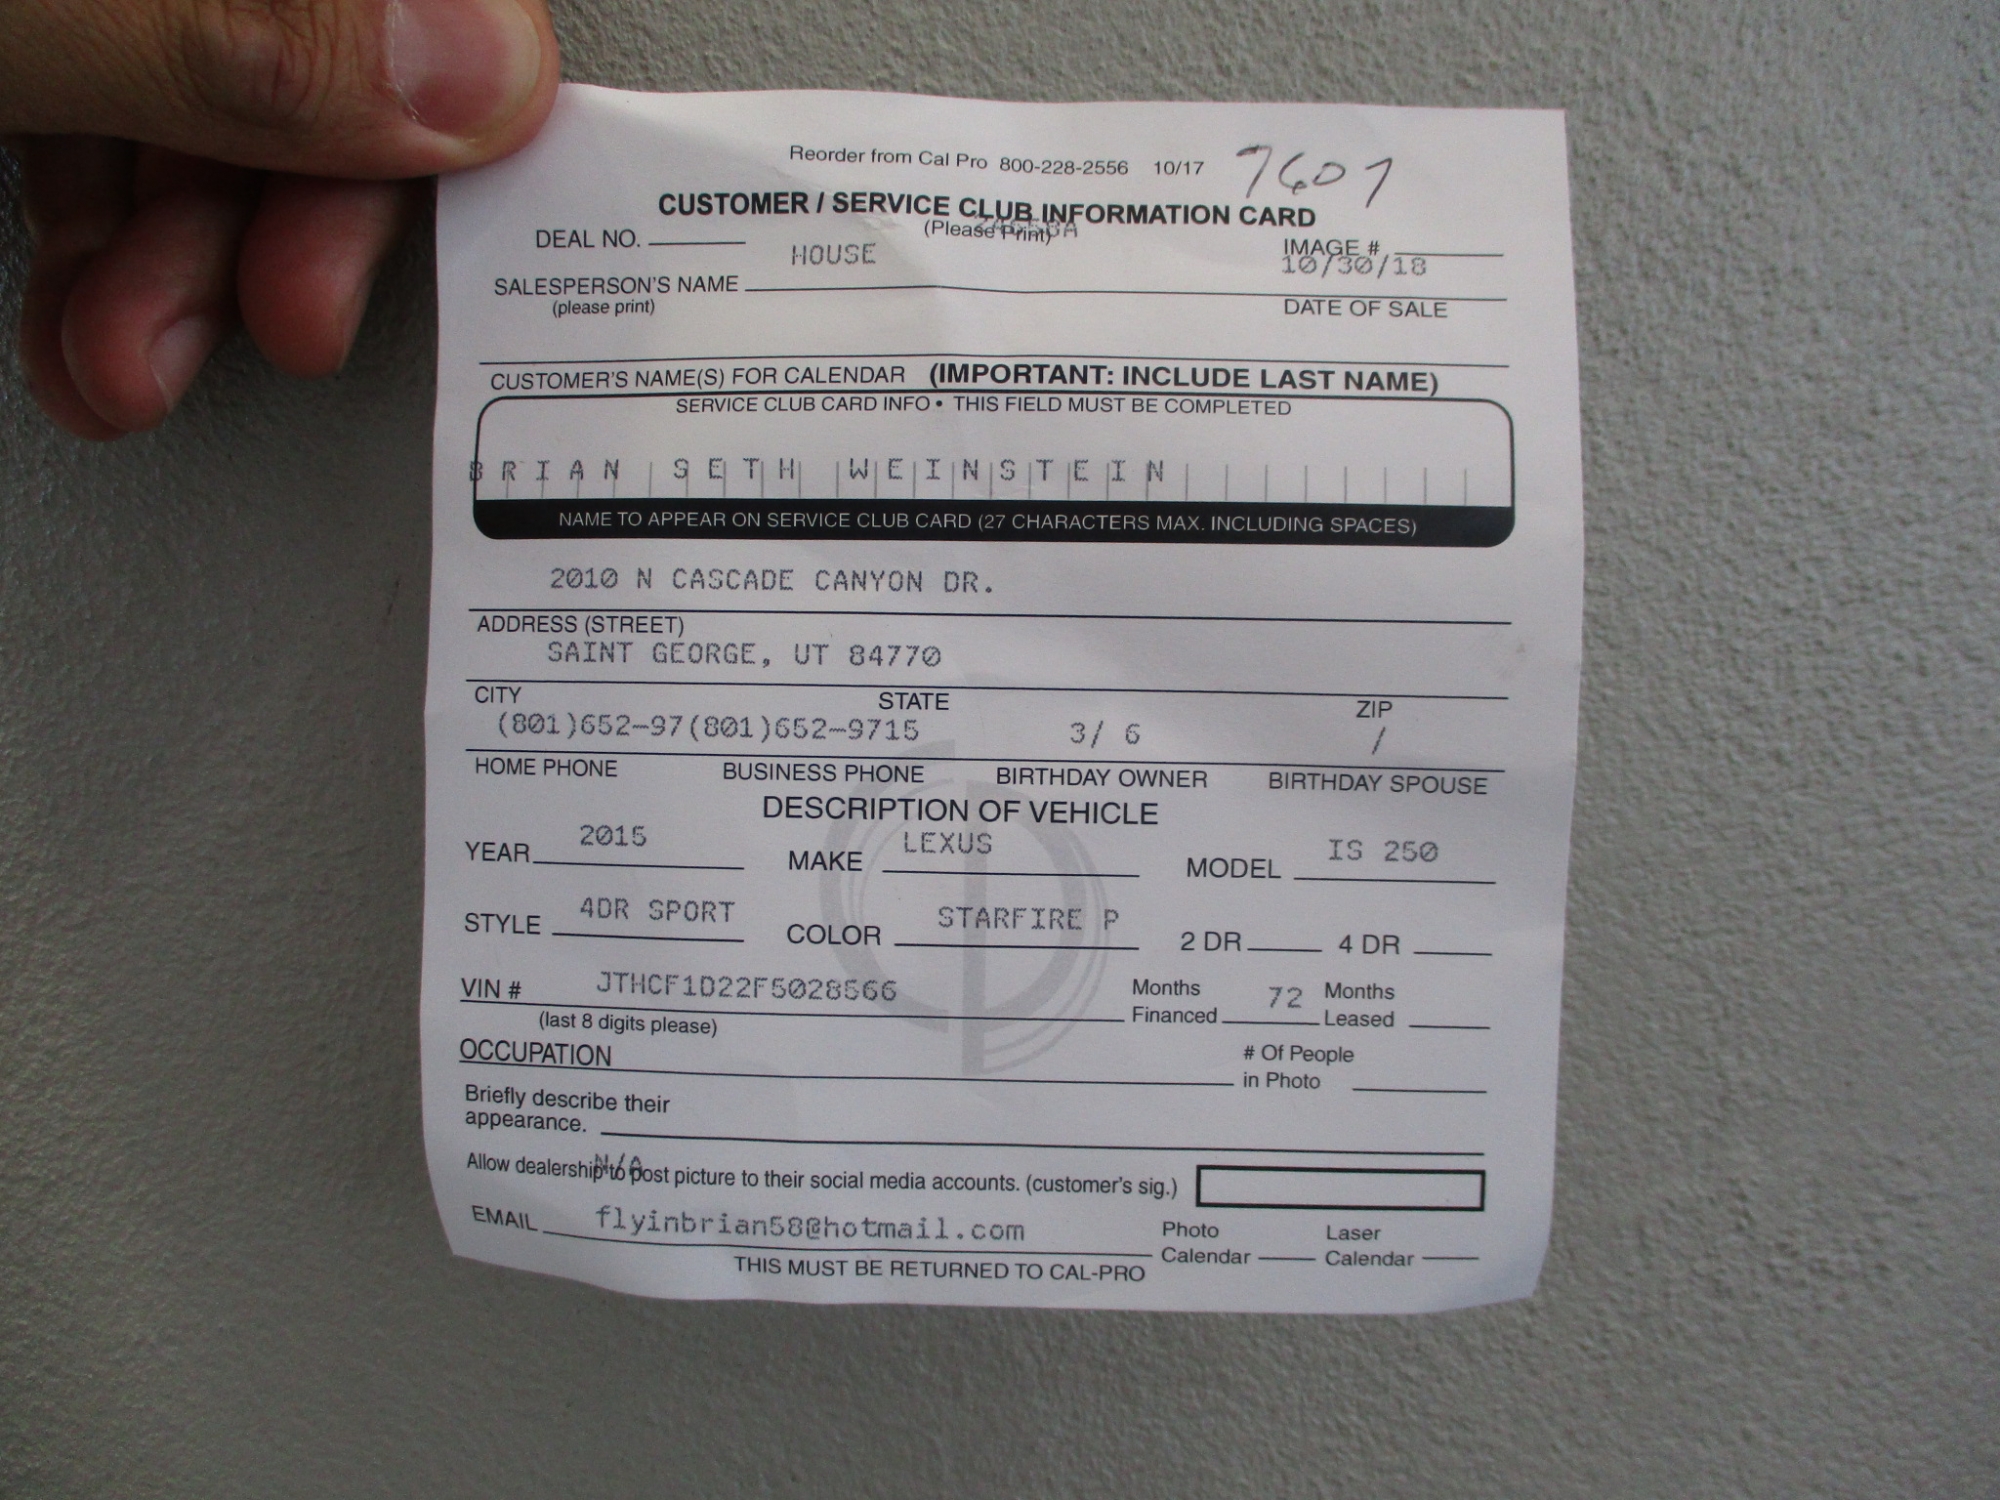 Reorder from Cal Pro 800-228-2556 10/17 7607
CUSTOMER / SERVICE CLUB INFORMATION CARD
(Please Print)
DEAL NO. IMAGE #
HOUSE 10/30/18
SALESPERSON'S NAME
(please print) DATE OF SALE
CUSTOMER'S NAME(S) FOR CALENDAR (IMPORTANT: INCLUDE LAST NAME)
SERVICE CLUB CARD INFO • THIS FIELD MUST BE COMPLETED
BRIAN SETH WEINSTEIN
NAME TO APPEAR ON SERVICE CLUB CARD (27 CHARACTERS MAX. INCLUDING SPACES)
2010 N CASCADE CANYON DR.
ADDRESS (STREET)
SAINT GEORGE, UT 84770
CITY STATE ZIP
(801)652-97(801)652-9715 3/ 6 /
HOME PHONE BUSINESS PHONE BIRTHDAY OWNER BIRTHDAY SPOUSE
DESCRIPTION OF VEHICLE
YEAR 2015 MAKE LEXUS MODEL IS 250
STYLE 4DR SPORT COLOR STARFIRE P 2 DR 4 DR
VIN # JTHCF1D22F5028566 Months Financed 72 Months Leased
(last 8 digits please)
OCCUPATION # Of People in Photo
Briefly describe their
appearance.
N/A
Allow dealership to post picture to their social media accounts. (customer's sig.)
EMAIL flyinbrian58@hotmail.com Photo Calendar Laser Calendar
THIS MUST BE RETURNED TO CAL-PRO